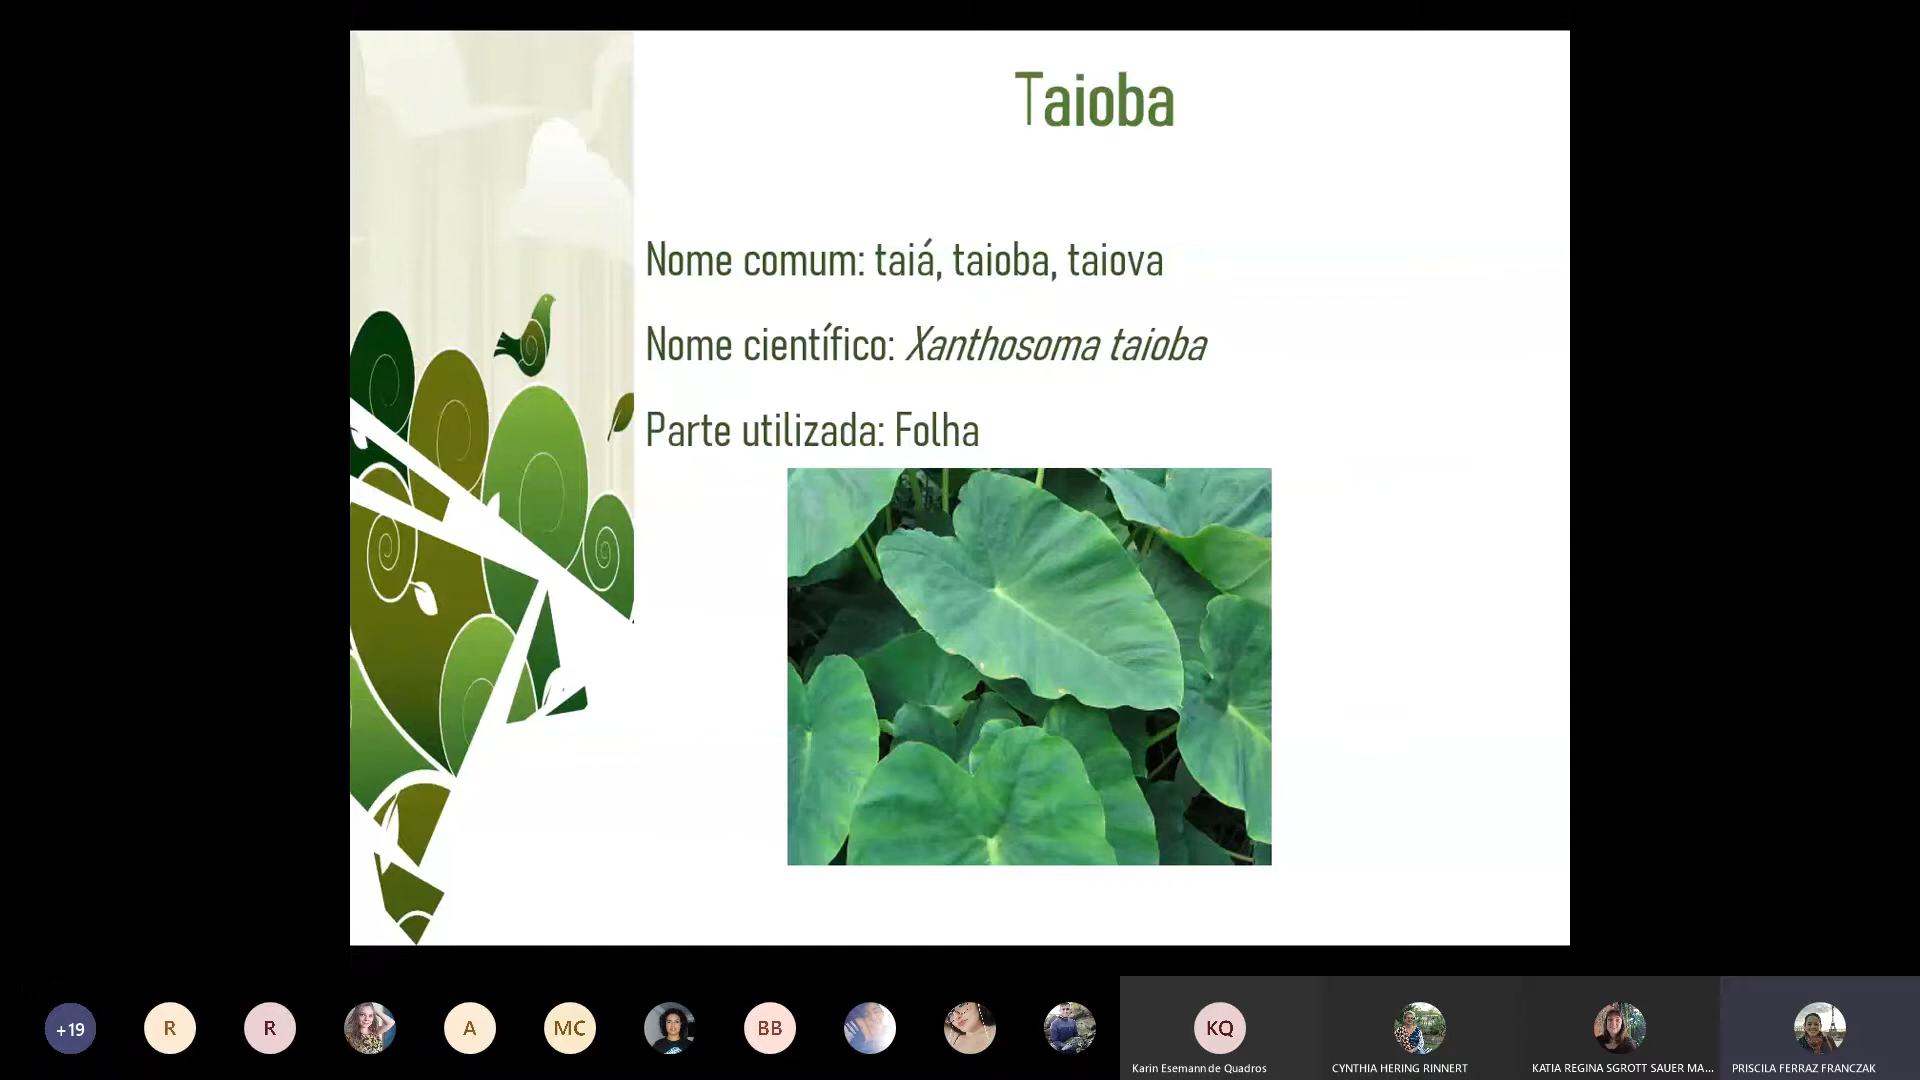 Taioba
Nome comum: taiá, taioba, taiova
Nome científico: Xanthosoma taioba
Parte utilizada: Folha
+19
R
R
A
MC
BB
KQ
Karin Esemann de Quadros
CYNTHIA HERING RINNERT
KATIA REGINA SGROTT SAUER MA...
PRISCILA FERRAZ FRANCZAK